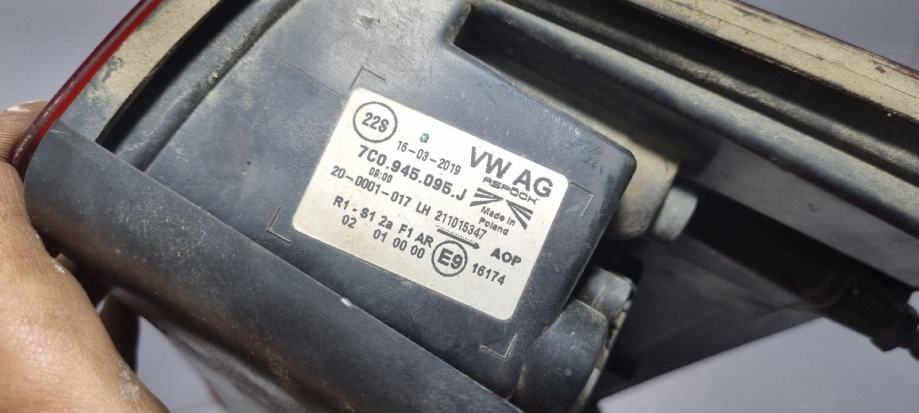 22S
16-03-2019
VW AG
7C0.945.095.J
ASPÖCK
09:00
Made in
Poland
20-0001-017 LH 211015347
R1 - S1 2a F1 AR
AOP
02 01 00 00
E9
16174